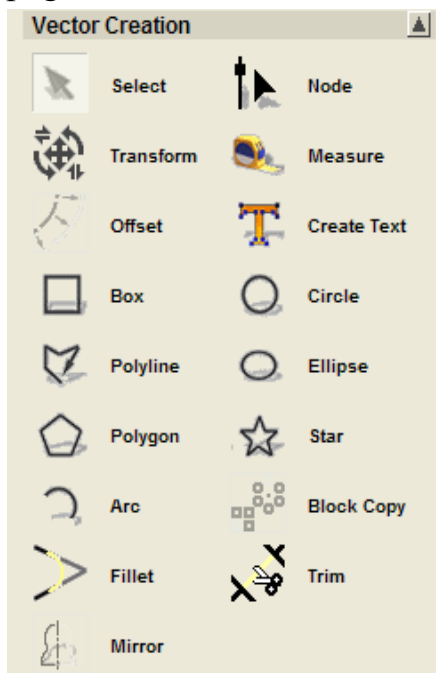 Vector Creation
Select Node
Transform Measure
Offset Create Text
Box Circle
Polyline Ellipse
Polygon Star
Arc Block Copy
Fillet Trim
Mirror